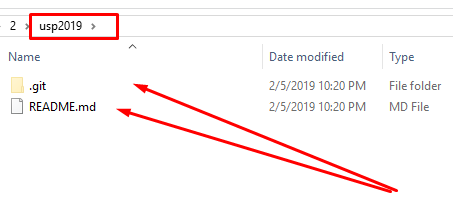 2 > usp2019 >
Name Date modified Type
.git 2/5/2019 10:20 PM File folder
README.md 2/5/2019 10:20 PM MD File